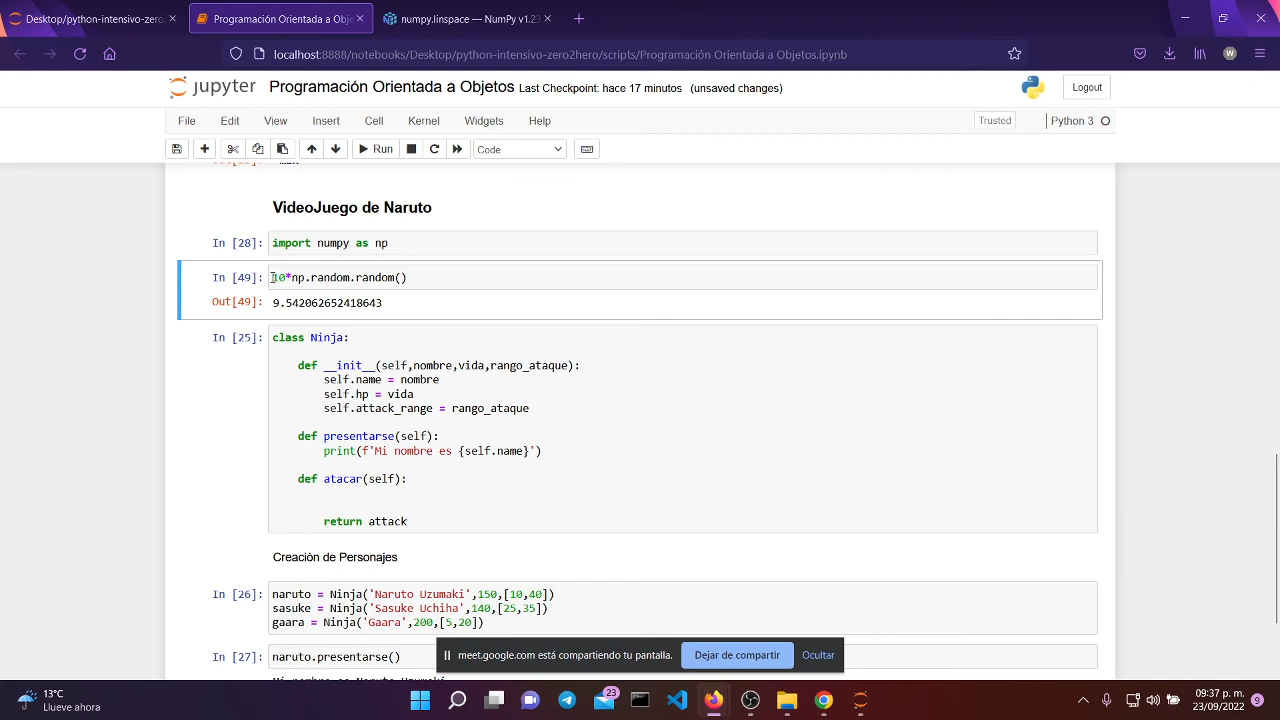 Desktop/python-intensivo-zero
Programación Orientada a Obje
numpy.linspace — NumPy v1.23
localhost:8888/notebooks/Desktop/python-intensivo-zero2hero/scripts/Programación Orientada a Objetos.ipynb
W
jupyter Programación Orientada a Objetos Last Checkpoint: hace 17 minutos (unsaved changes)
Logout
File Edit View Insert Cell Kernel Widgets Help
Trusted
Python 3
Run
Code
VideoJuego de Naruto
In [28]: import numpy as np
In [49]: 10*np.random.random()
Out[49]: 9.542062652418643
In [25]: class Ninja:
def __init__(self,nombre,vida,rango_ataque):
self.name = nombre
self.hp = vida
self.attack_range = rango_ataque
def presentarse(self):
print(f'Mi nombre es {self.name}')
def atacar(self):
return attack
Creación de Personajes
In [26]: naruto = Ninja('Naruto Uzumaki',150,[10,40])
sasuke = Ninja('Sasuke Uchiha',140,[25,35])
gaara = Ninja('Gaara',200,[5,20])
In [27]: naruto.presentarse()
meet.google.com está compartiendo tu pantalla.
Dejar de compartir
Ocultar
13°C
Llueve ahora
23
09:37 p. m.
23/09/2022
9